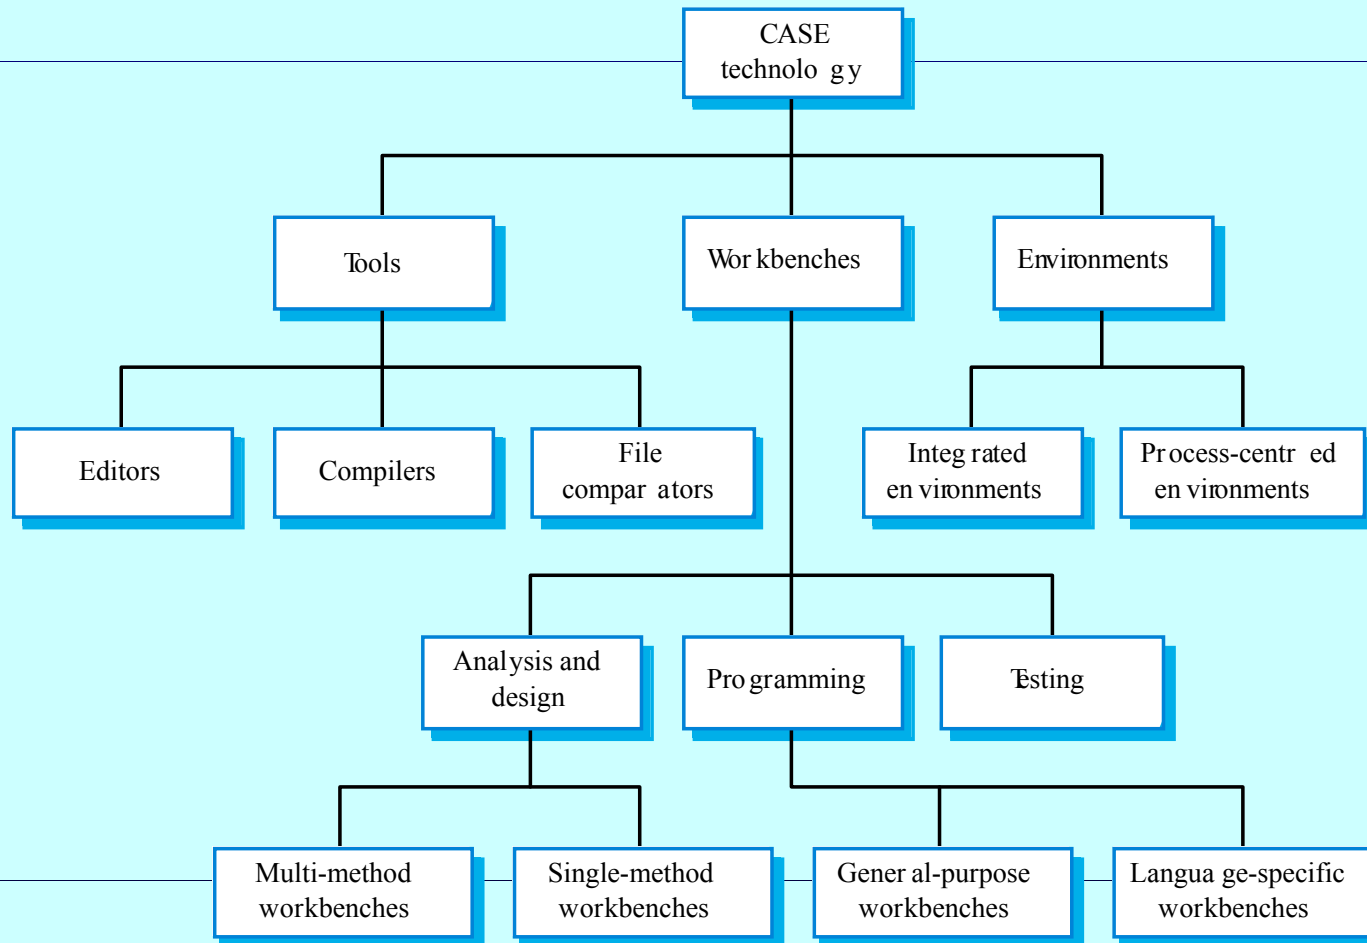 CASE
technolo gy
Tools
Wor kbenches
Environments
Editors
Compilers
File
compar ators
Integ rated
en vironments
Pr ocess-centr ed
en vironments
Analysis and
design
Pro gramming
Testing
Multi-method
workbenches
Single-method
workbenches
Gener al-purpose
workbenches
Langua ge-specific
workbenches